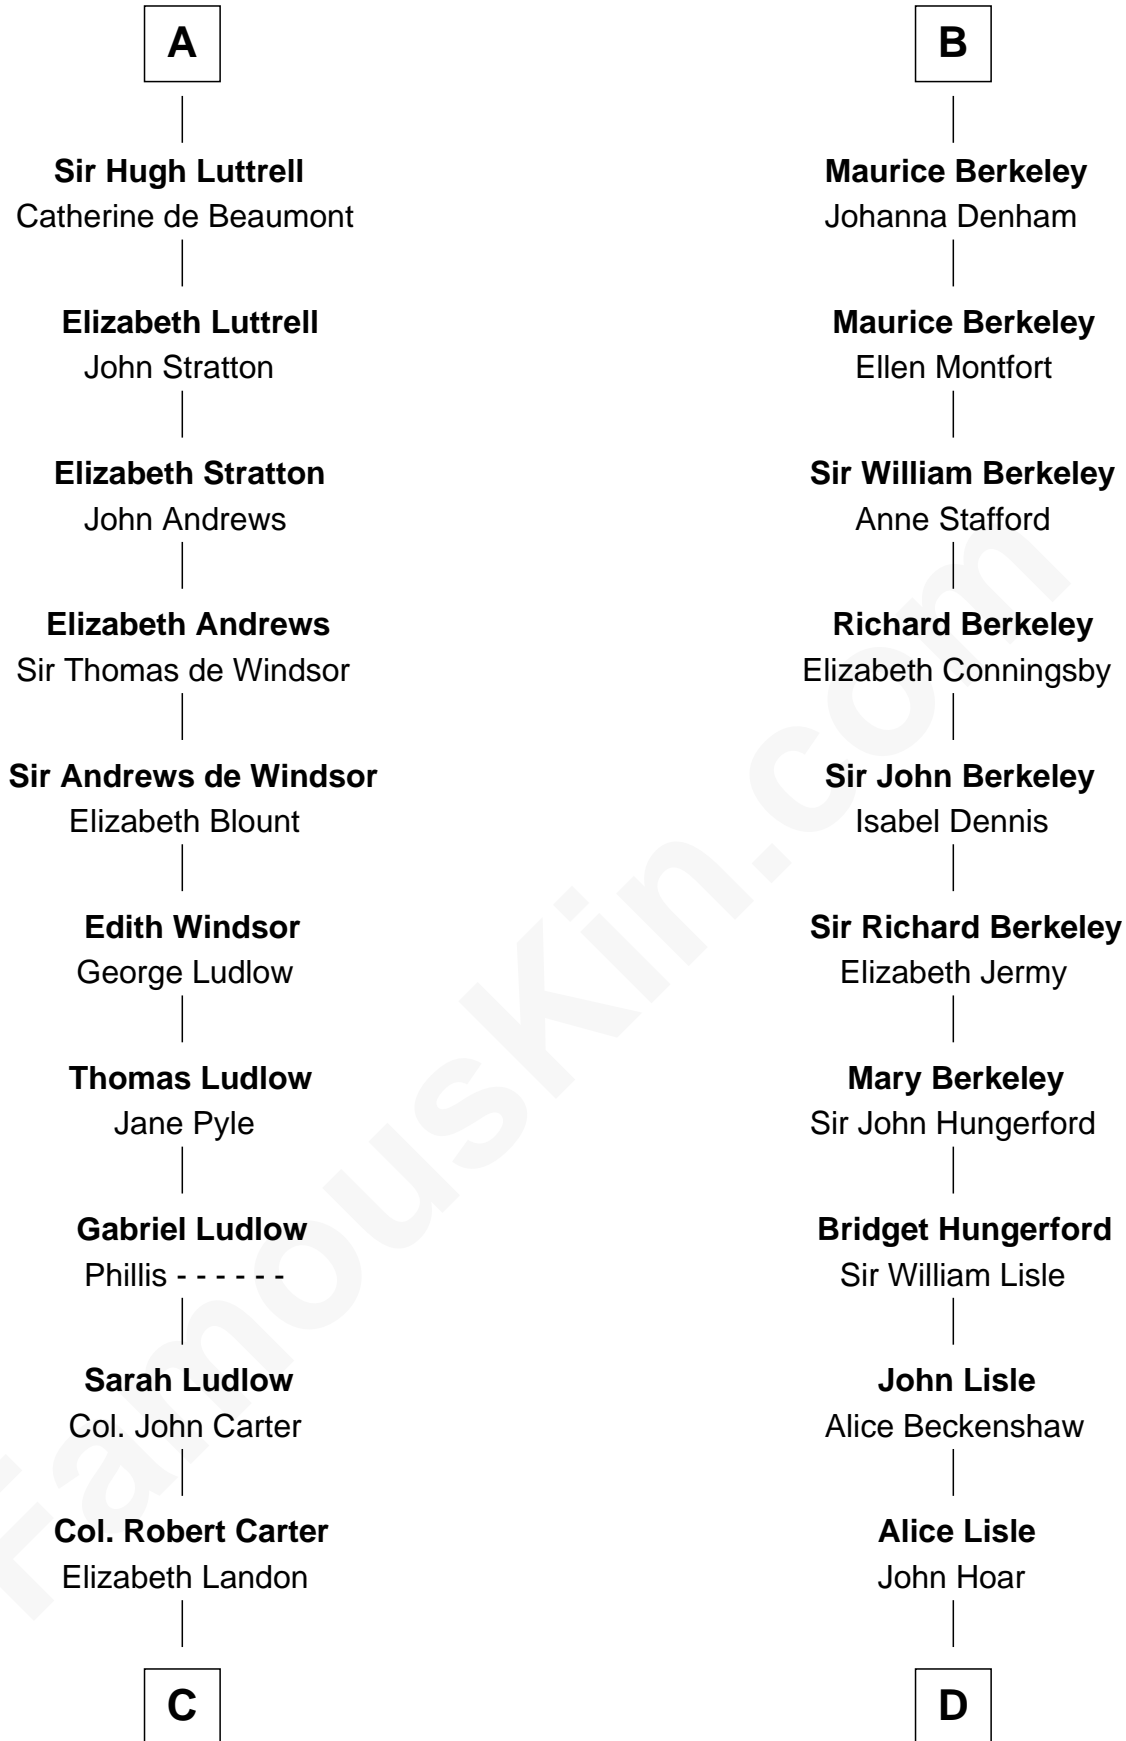 A
Sir Hugh Luttrell
Catherine de Beaumont
Elizabeth Luttrell
John Stratton
Elizabeth Stratton
John Andrews
Elizabeth Andrews
Sir Thomas de Windsor
Sir Andrews de Windsor
Elizabeth Blount
Edith Windsor
George Ludlow
Thomas Ludlow
Jane Pyle
Gabriel Ludlow
Phillis - - - - - -
Sarah Ludlow
Col. John Carter
Col. Robert Carter
Elizabeth Landon
C
B
Maurice Berkeley
Johanna Denham
Maurice Berkeley
Ellen Montfort
Sir William Berkeley
Anne Stafford
Richard Berkeley
Elizabeth Conningsby
Sir John Berkeley
Isabel Dennis
Sir Richard Berkeley
Elizabeth Jermy
Mary Berkeley
Sir John Hungerford
Bridget Hungerford
Sir William Lisle
John Lisle
Alice Beckenshaw
Alice Lisle
John Hoar
D
FamousKin.com